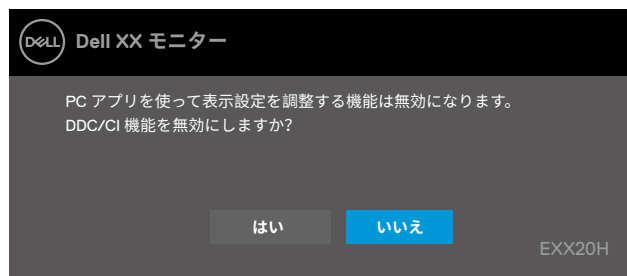 DELL Dell XX モニター
PC アプリを使って表示設定を調整する機能は無効になります。
DDC/CI 機能を無効にしますか?
はい いいえ
EXX20H